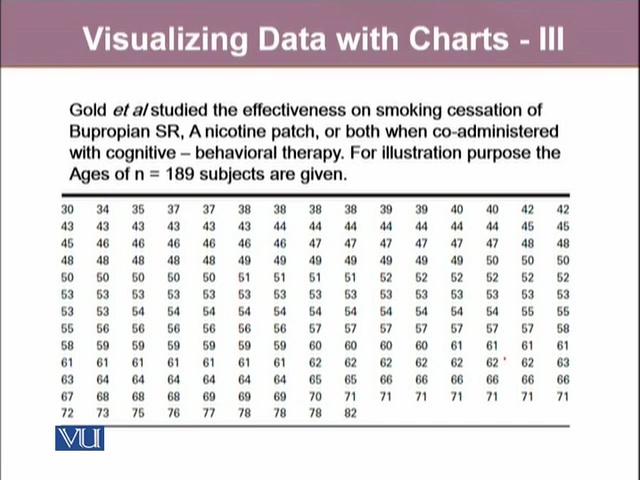 Visualizing Data with Charts - III
Gold et al studied the effectiveness on smoking cessation of
Bupropian SR, A nicotine patch, or both when co-administered
with cognitive – behavioral therapy. For illustration purpose the
Ages of n = 189 subjects are given.
30 34 35 37 37 38 38 38 38 39 39 40 40 42 42
43 43 43 43 43 43 44 44 44 44 44 44 44 45 45
45 46 46 46 46 46 46 47 47 47 47 47 47 48 48
48 48 48 48 48 49 49 49 49 49 49 49 50 50 50
50 50 50 50 50 51 51 51 51 52 52 52 52 52 52
53 53 53 53 53 53 53 53 53 53 53 53 53 53 53
53 53 54 54 54 54 54 54 54 54 54 54 54 55 55
55 56 56 56 56 56 56 57 57 57 57 57 57 57 58
58 59 59 59 59 59 59 60 60 60 60 61 61 61 61
61 61 61 61 61 61 61 62 62 62 62 62 62 62 63
63 64 64 64 64 64 64 65 65 66 66 66 66 66 66
67 68 68 68 69 69 69 70 71 71 71 71 71 71 71
72 73 75 76 77 78 78 78 82
VU